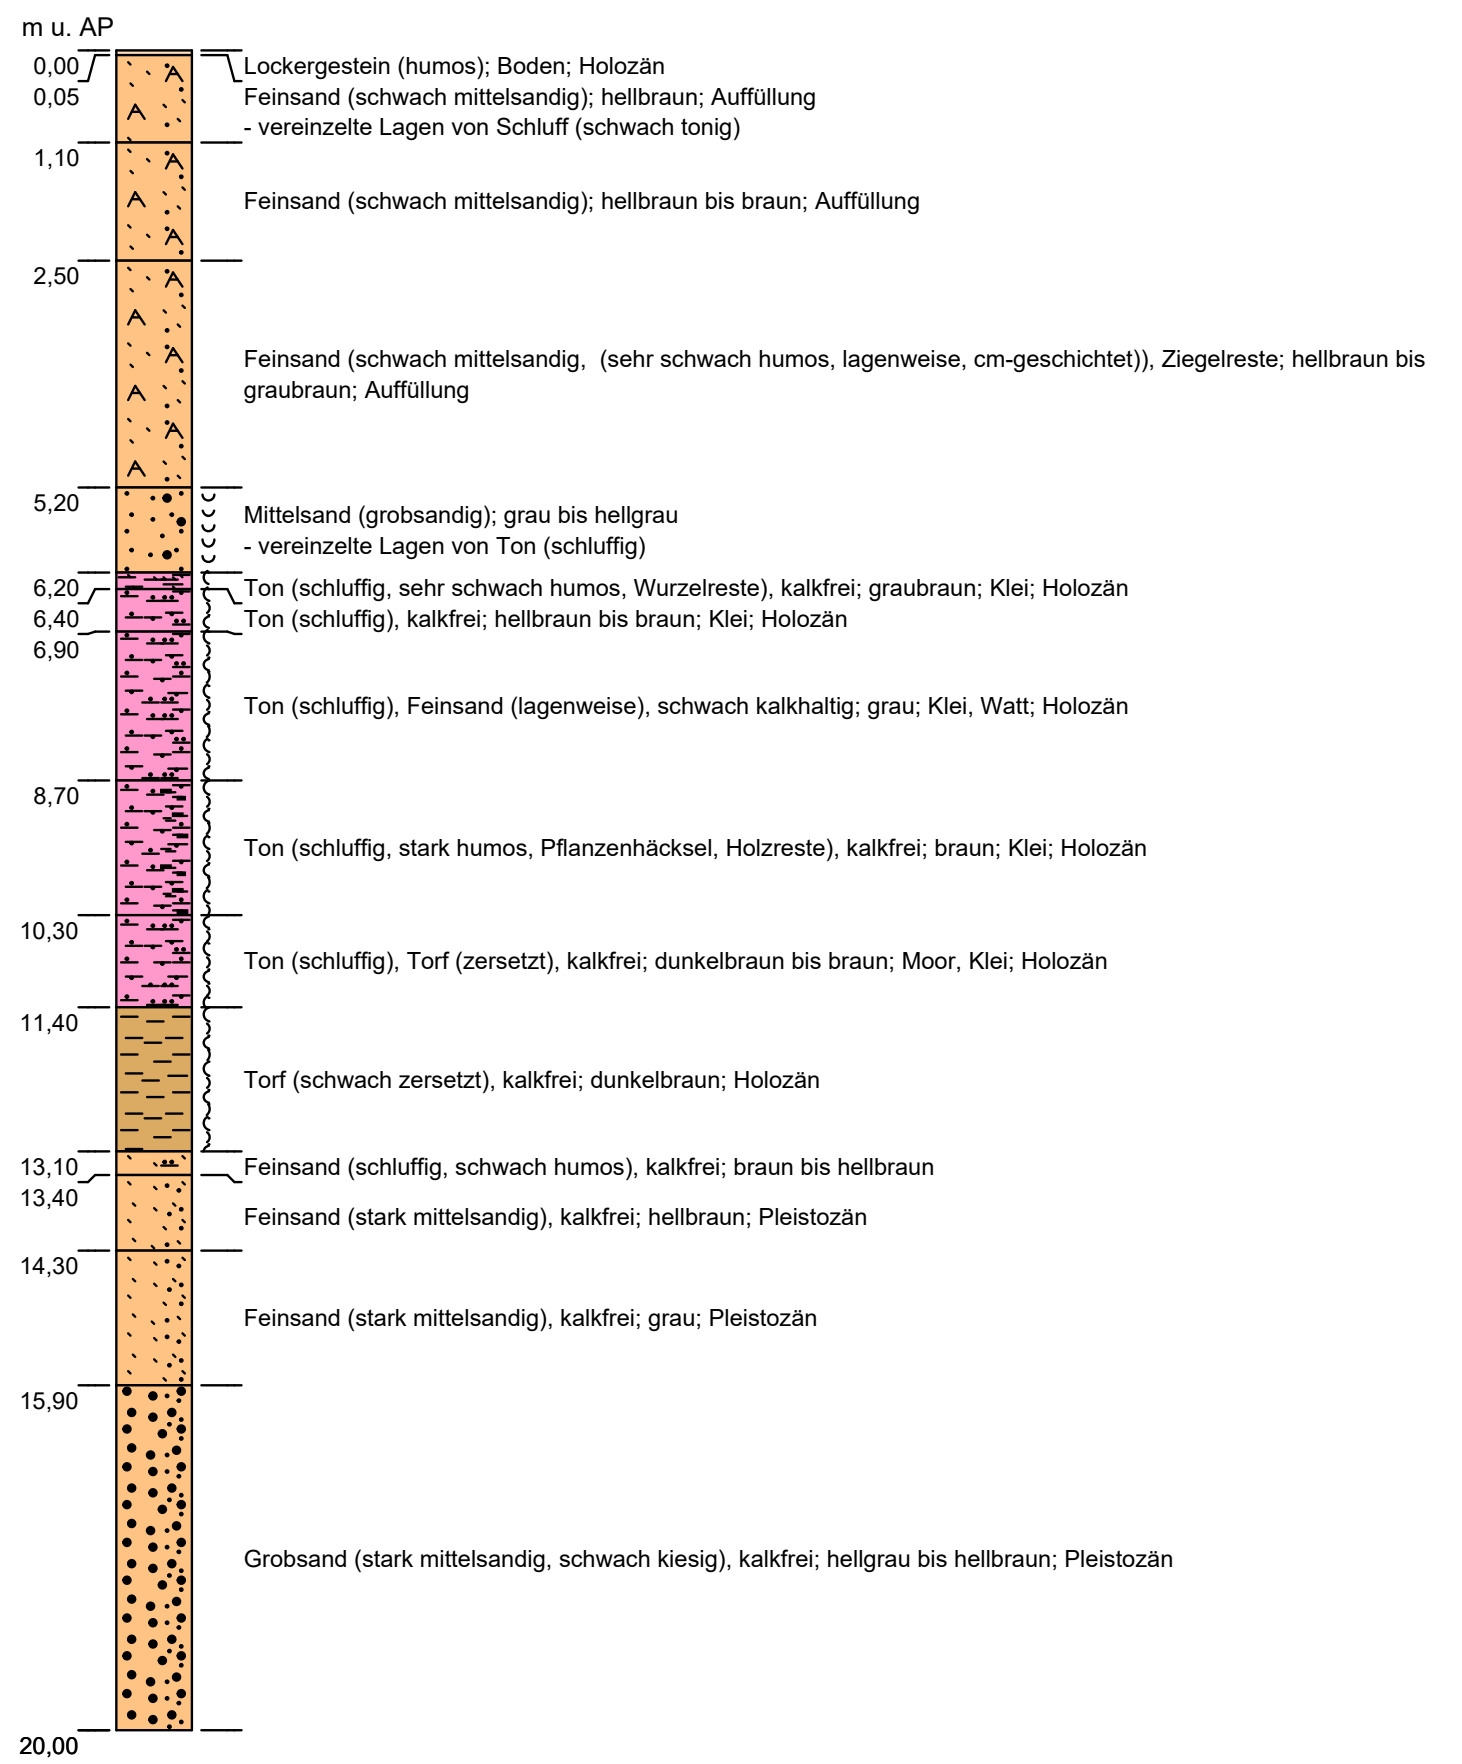 m u. AP
0,00
Lockergestein (humos); Boden; Holozän
0,05
Feinsand (schwach mittelsandig); hellbraun; Auffüllung
- vereinzelte Lagen von Schluff (schwach tonig)
1,10
Feinsand (schwach mittelsandig); hellbraun bis braun; Auffüllung
2,50
Feinsand (schwach mittelsandig,  (sehr schwach humos, lagenweise, cm-geschichtet)), Ziegelreste; hellbraun bis
graubraun; Auffüllung
5,20
Mittelsand (grobsandig); grau bis hellgrau
- vereinzelte Lagen von Ton (schluffig)
6,20
Ton (schluffig, sehr schwach humos, Wurzelreste), kalkfrei; graubraun; Klei; Holozän
6,40
Ton (schluffig), kalkfrei; hellbraun bis braun; Klei; Holozän
6,90
Ton (schluffig), Feinsand (lagenweise), schwach kalkhaltig; grau; Klei, Watt; Holozän
8,70
Ton (schluffig, stark humos, Pflanzenhäcksel, Holzreste), kalkfrei; braun; Klei; Holozän
10,30
Ton (schluffig), Torf (zersetzt), kalkfrei; dunkelbraun bis braun; Moor, Klei; Holozän
11,40
Torf (schwach zersetzt), kalkfrei; dunkelbraun; Holozän
13,10
Feinsand (schluffig, schwach humos), kalkfrei; braun bis hellbraun
13,40
Feinsand (stark mittelsandig), kalkfrei; hellbraun; Pleistozän
14,30
Feinsand (stark mittelsandig), kalkfrei; grau; Pleistozän
15,90
Grobsand (stark mittelsandig, schwach kiesig), kalkfrei; hellgrau bis hellbraun; Pleistozän
20,00